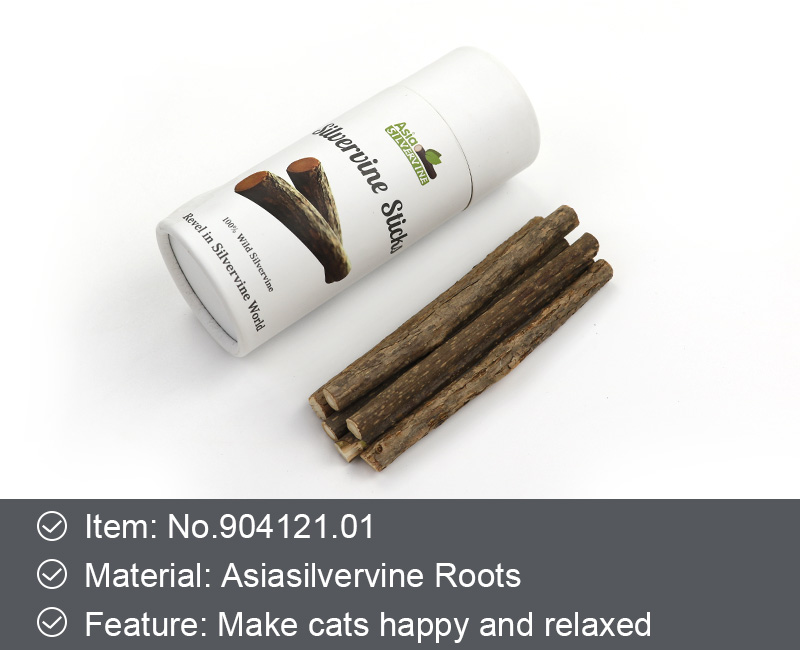 Asia
SILVERVINE
Silvervine Sticks
100% Wild Silvervine
Revel in Silvervine World
Item: No.904121.01
Material: Asiasilvervine Roots
Feature: Make cats happy and relaxed